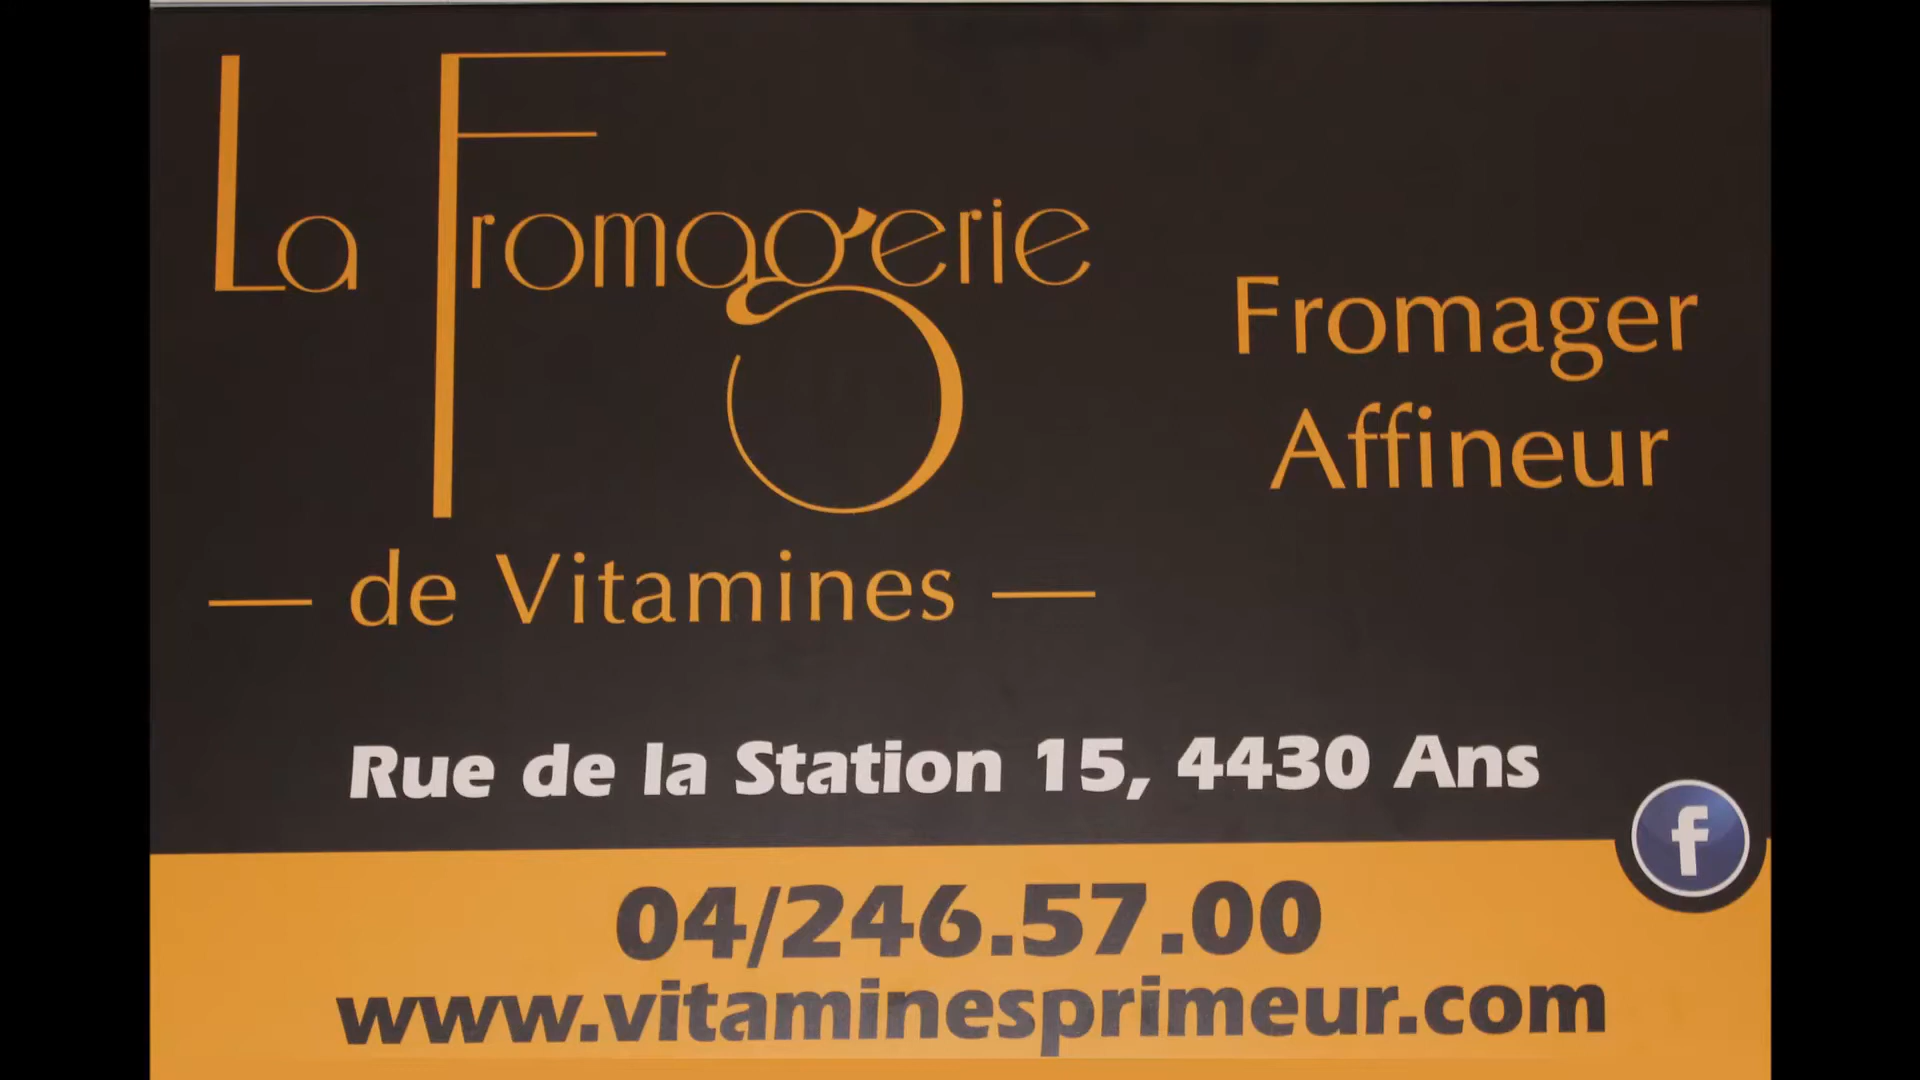 La Fromagerie
— de Vitamines —
Fromager
Affineur
Rue de la Station 15, 4430 Ans
f
04/246.57.00
www.vitaminesprimeur.com